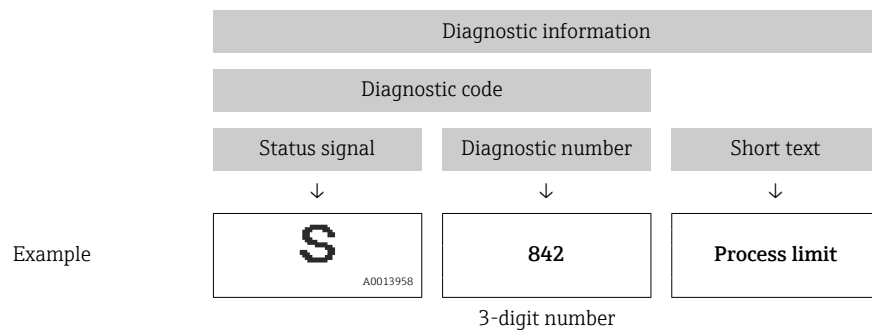 Diagnostic information
Diagnostic code
Status signal Diagnostic number Short text
↓ ↓ ↓
Example S 842 Process limit
A0013958
3-digit number